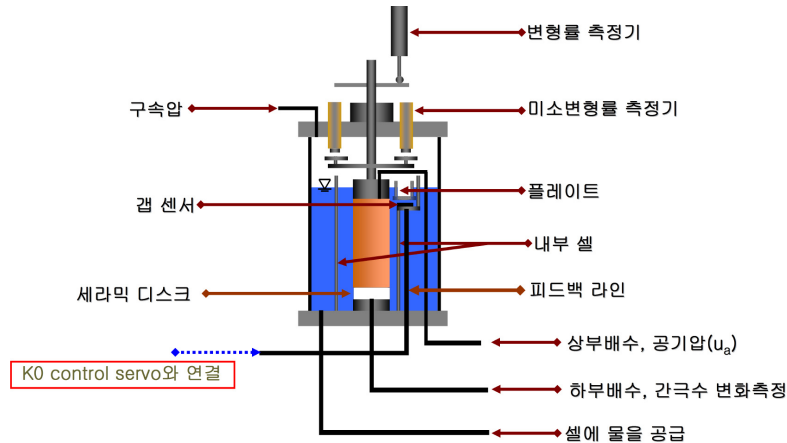 변형률 측정기
구속압
미소변형률 측정기
플레이트
갭 센서
내부 셀
세라믹 디스크
피드백 라인
상부배수, 공기압(uₐ)
K0 control servo와 연결
하부배수, 간극수 변화측정
셀에 물을 공급